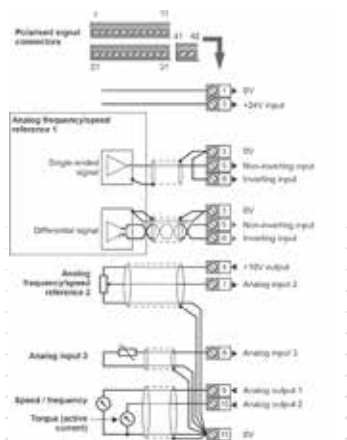 1 11
Polarised signal
connectors
41 42
21 31
1 0V
2 +24V input
Analog frequency/speed
reference 1
3 0V
Single-ended
signal
5 Non-inverting input
6 Inverting input
3 0V
Differential signal
5 Non-inverting input
6 Inverting input
Analog
frequency/speed
reference 2
4 +10V output
7 Analog input 2
Analog input 3
8 Analog input 3
Speed / frequency
9 Analog output 1
10 Analog output 2
Torque (active
current)
11 0V